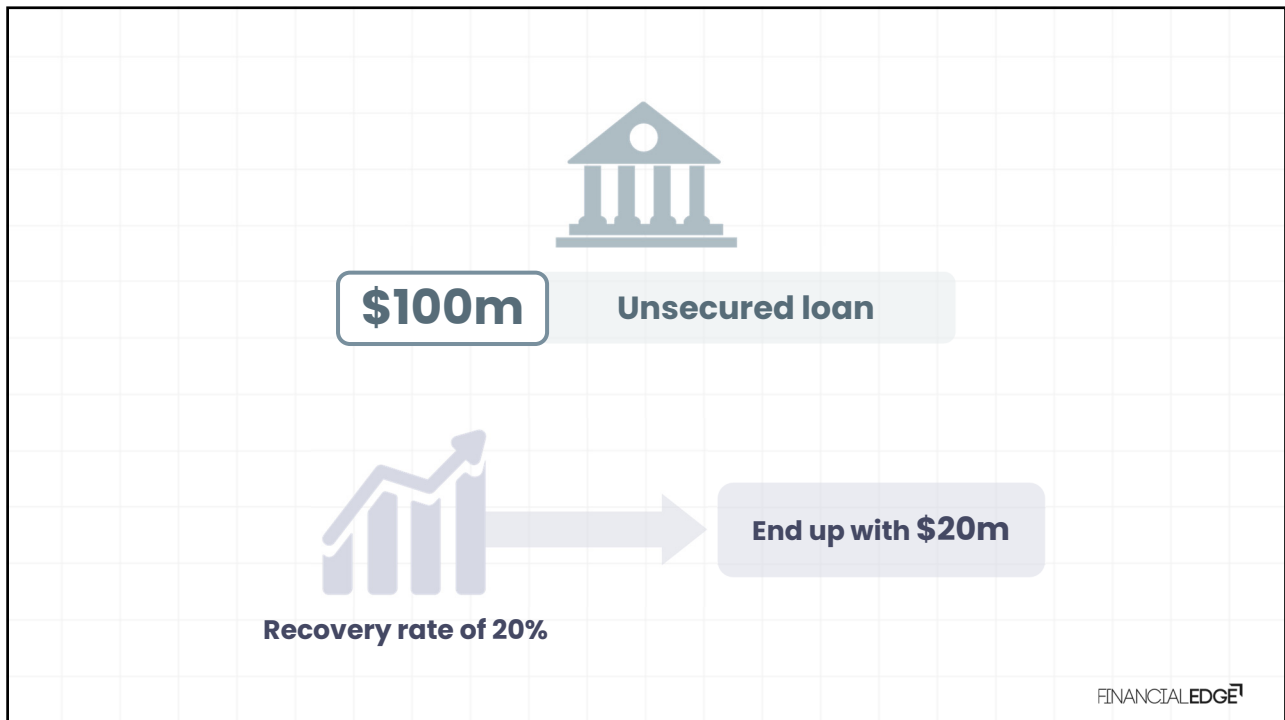 $100m
Unsecured loan
End up with $20m
Recovery rate of 20%
FINANCIALEDGE